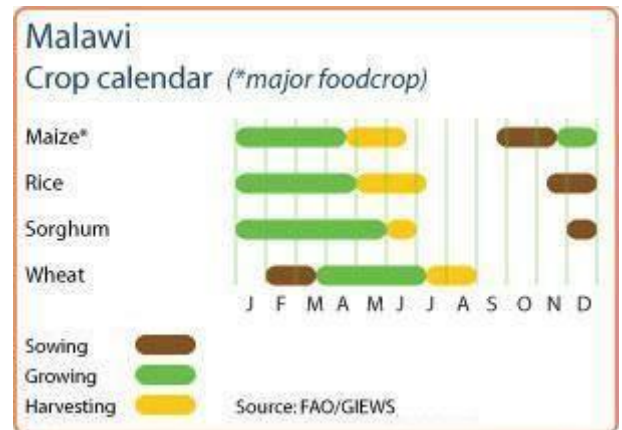 Malawi
Crop calendar (*major foodcrop)
Maize*
Rice
Sorghum
Wheat
J F M A M J J A S O N D
Sowing
Growing
Harvesting
Source: FAO/GIEWS